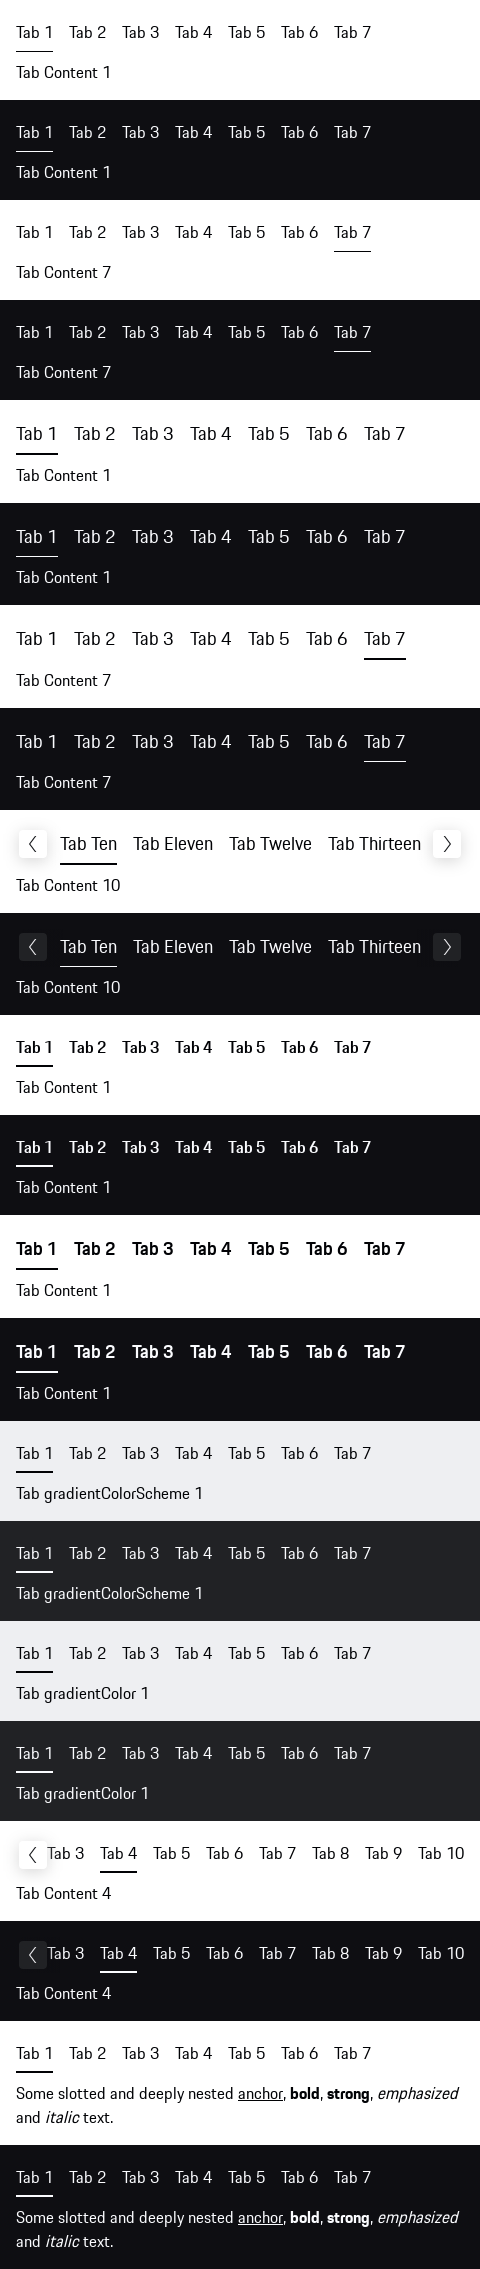 Tab 1 Tab 2 Tab 3 Tab 4 Tab 5 Tab 6 Tab 7
Tab Content 1
Tab 1 Tab 2 Tab 3 Tab 4 Tab 5 Tab 6 Tab 7
Tab Content 1
Tab 1 Tab 2 Tab 3 Tab 4 Tab 5 Tab 6 Tab 7
Tab Content 7
Tab 1 Tab 2 Tab 3 Tab 4 Tab 5 Tab 6 Tab 7
Tab Content 7
Tab 1 Tab 2 Tab 3 Tab 4 Tab 5 Tab 6 Tab 7
Tab Content 1
Tab 1 Tab 2 Tab 3 Tab 4 Tab 5 Tab 6 Tab 7
Tab Content 1
Tab 1 Tab 2 Tab 3 Tab 4 Tab 5 Tab 6 Tab 7
Tab Content 7
Tab 1 Tab 2 Tab 3 Tab 4 Tab 5 Tab 6 Tab 7
Tab Content 7
Tab Ten Tab Eleven Tab Twelve Tab Thirteen
Tab Content 10
Tab Ten Tab Eleven Tab Twelve Tab Thirteen
Tab Content 10
Tab 1 Tab 2 Tab 3 Tab 4 Tab 5 Tab 6 Tab 7
Tab Content 1
Tab 1 Tab 2 Tab 3 Tab 4 Tab 5 Tab 6 Tab 7
Tab Content 1
Tab 1 Tab 2 Tab 3 Tab 4 Tab 5 Tab 6 Tab 7
Tab Content 1
Tab 1 Tab 2 Tab 3 Tab 4 Tab 5 Tab 6 Tab 7
Tab Content 1
Tab 1 Tab 2 Tab 3 Tab 4 Tab 5 Tab 6 Tab 7
Tab gradientColorScheme 1
Tab 1 Tab 2 Tab 3 Tab 4 Tab 5 Tab 6 Tab 7
Tab gradientColorScheme 1
Tab 1 Tab 2 Tab 3 Tab 4 Tab 5 Tab 6 Tab 7
Tab gradientColor 1
Tab 1 Tab 2 Tab 3 Tab 4 Tab 5 Tab 6 Tab 7
Tab gradientColor 1
Tab 3 Tab 4 Tab 5 Tab 6 Tab 7 Tab 8 Tab 9 Tab 10
Tab Content 4
Tab 3 Tab 4 Tab 5 Tab 6 Tab 7 Tab 8 Tab 9 Tab 10
Tab Content 4
Tab 1 Tab 2 Tab 3 Tab 4 Tab 5 Tab 6 Tab 7
Some slotted and deeply nested anchor, bold, strong, emphasized
and italic text.
Tab 1 Tab 2 Tab 3 Tab 4 Tab 5 Tab 6 Tab 7
Some slotted and deeply nested anchor, bold, strong, emphasized
and italic text.